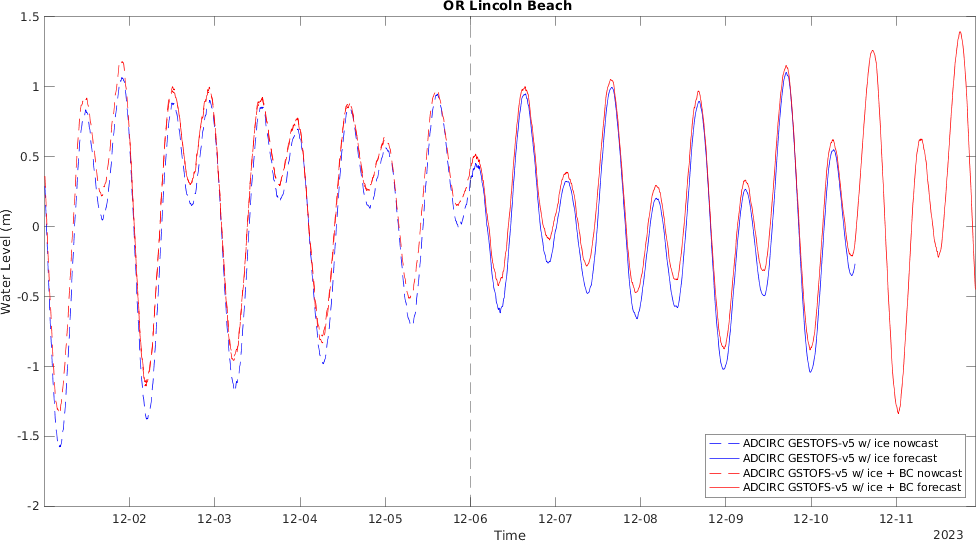 OR Lincoln Beach
1.5
1
0.5
0
-0.5
-1
-1.5
-2
Water Level (m)
ADCIRC GESTOFS-v5 w/ ice nowcast
ADCIRC GESTOFS-v5 w/ ice forecast
ADCIRC GSTOFS-v5 w/ ice + BC nowcast
ADCIRC GSTOFS-v5 w/ ice + BC forecast
12-02 12-03 12-04 12-05 12-06 12-07 12-08 12-09 12-10 12-11
Time
2023